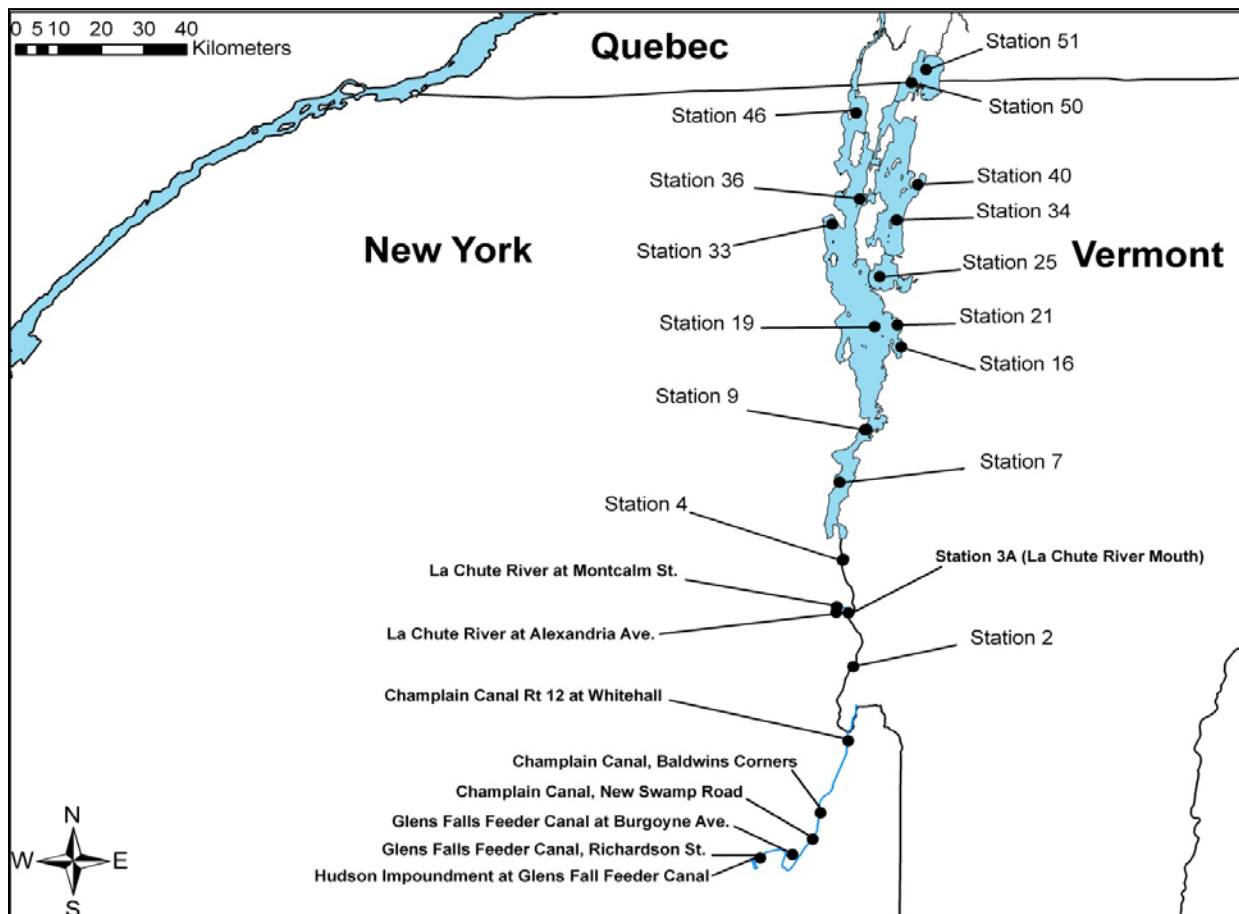 0 5 10 20 30 40
Kilometers
Quebec
Station 51
Station 50
Station 46
Station 36
Station 40
Station 34
New York
Station 33
Vermont
Station 25
Station 19
Station 21
Station 16
Station 9
Station 7
Station 4
La Chute River at Montcalm St.
Station 3A (La Chute River Mouth)
La Chute River at Alexandria Ave.
Station 2
Champlain Canal Rt 12 at Whitehall
Champlain Canal, Baldwins Corners
Champlain Canal, New Swamp Road
Glens Falls Feeder Canal at Burgoyne Ave.
Glens Falls Feeder Canal, Richardson St.
Hudson Impoundment at Glens Fall Feeder Canal
N
W E
S